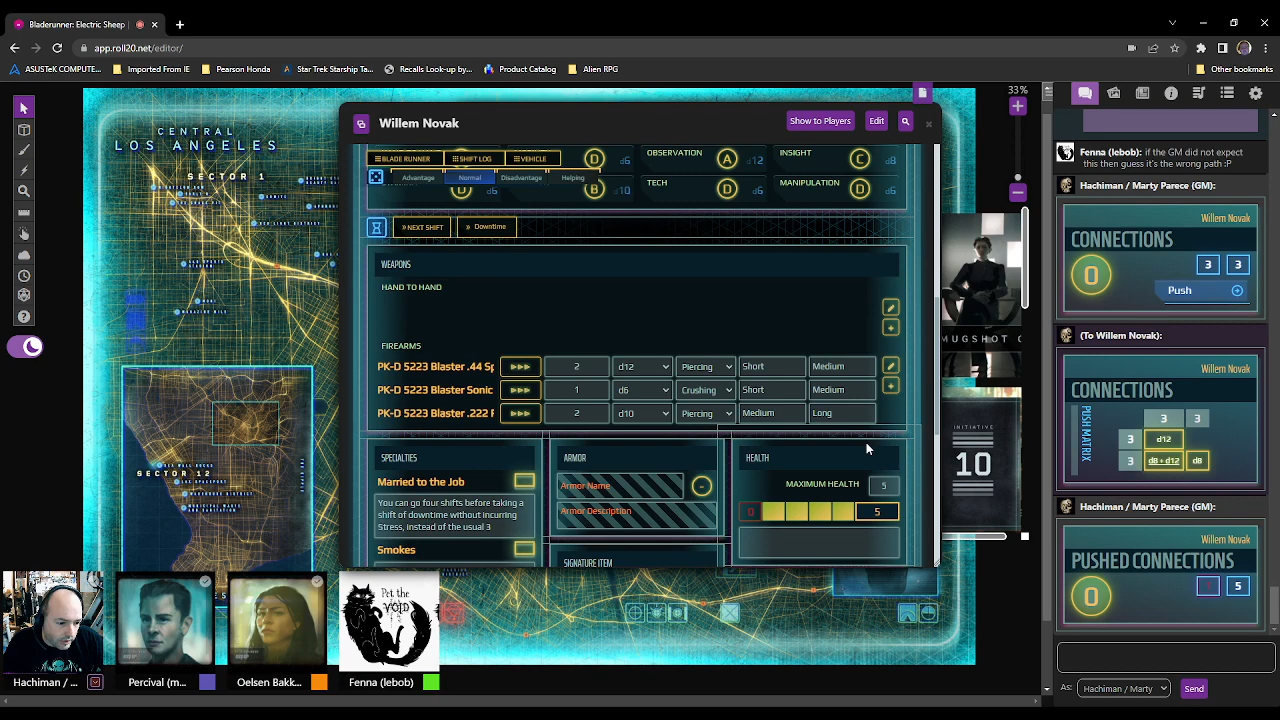 Bladerunner: Electric Sheep
app.roll20.net/editor/
ASUSTeK COMPUTE...
Imported From IE
Pearson Honda
Star Trek Starship Ta...
Recalls Look-up by...
Product Catalog
Alien RPG
Other bookmarks
33%
CENTRAL
LOS ANGELES
SECTOR 1
SECTOR 12
Willem Novak
Show to Players
Edit
BLADE RUNNER
SHIFT LOG
VEHICLE
Advantage
Normal
Disadvantage
Helping
D
d6
OBSERVATION
A
d12
INSIGHT
C
d8
D
d6
B
d10
TECH
D
d6
MANIPULATION
D
d6
» NEXT SHIFT
» Downtime
WEAPONS
HAND TO HAND
FIREARMS
PK-D 5223 Blaster .44 Sp
2
d12
Piercing
Short
Medium
PK-D 5223 Blaster Sonic
1
d6
Crushing
Short
Medium
PK-D 5223 Blaster .222 F
2
d10
Piercing
Medium
Long
SPECIALTIES
Married to the Job
You can go four shifts before taking a
shift of downtime without incurring
Stress, instead of the usual 3
Smokes
ARMOR
Armor Name
-
Armor Description
SIGNATURE ITEM
HEALTH
MAXIMUM HEALTH
5
0
5
MUGSHOT
INITIATIVE
10
Fenna (lebob): if the GM did not expect
this then guess it's the wrong path :P
Hachiman / Marty Parece (GM):
Willem Novak
CONNECTIONS
0
3
3
Push
(To Willem Novak):
Willem Novak
CONNECTIONS
PUSH MATRIX
3
3
3
d12
3
d8 + d12
d8
Hachiman / Marty Parece (GM):
Willem Novak
PUSHED CONNECTIONS
0
5
As:
Hachiman / Marty
Send
Pet the
VOID
Hachiman / ...
Percival (m...
Oelsen Bakk...
Fenna (lebob)